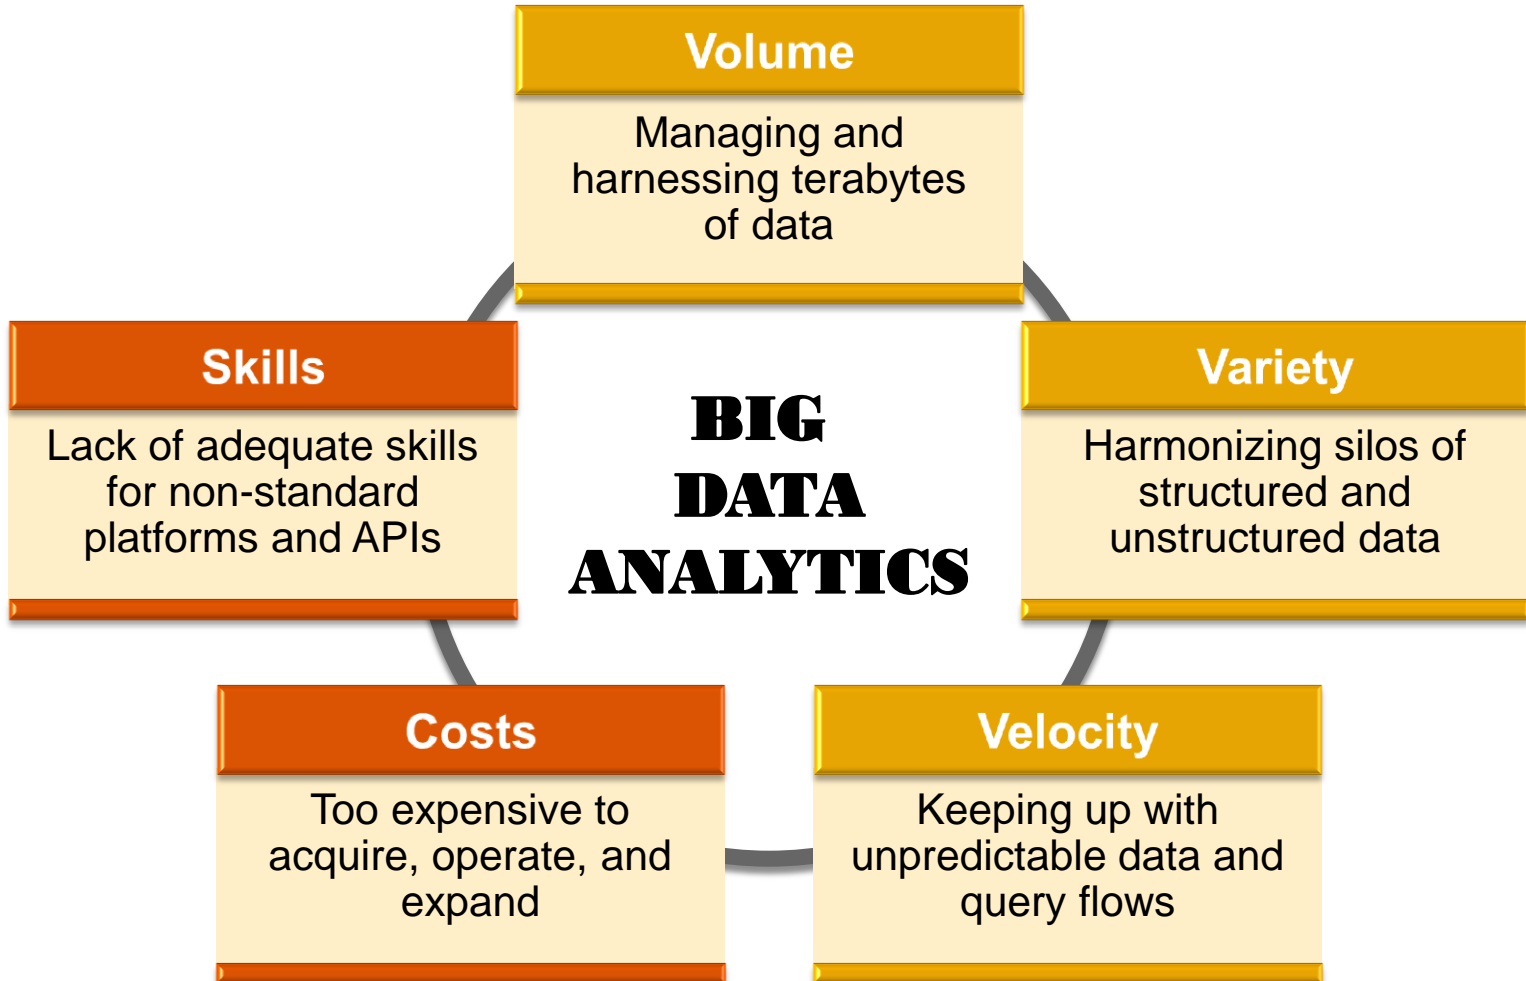 Volume
Managing and
harnessing terabytes
of data
Skills
Lack of adequate skills
for non-standard
platforms and APIs
BIG
DATA
ANALYTICS
Variety
Harmonizing silos of
structured and
unstructured data
Costs
Too expensive to
acquire, operate, and
expand
Velocity
Keeping up with
unpredictable data and
query flows